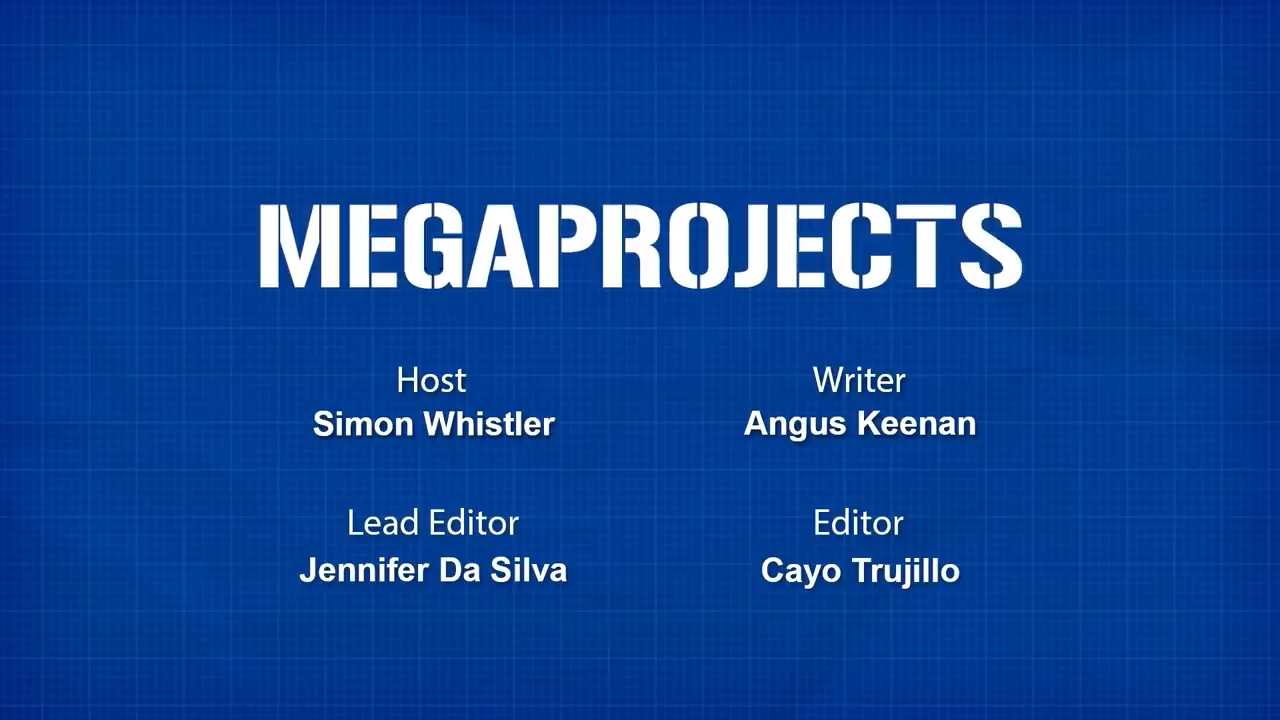 MEGAPROJECTS
Host
Simon Whistler
Writer
Angus Keenan
Lead Editor
Jennifer Da Silva
Editor
Cayo Trujillo